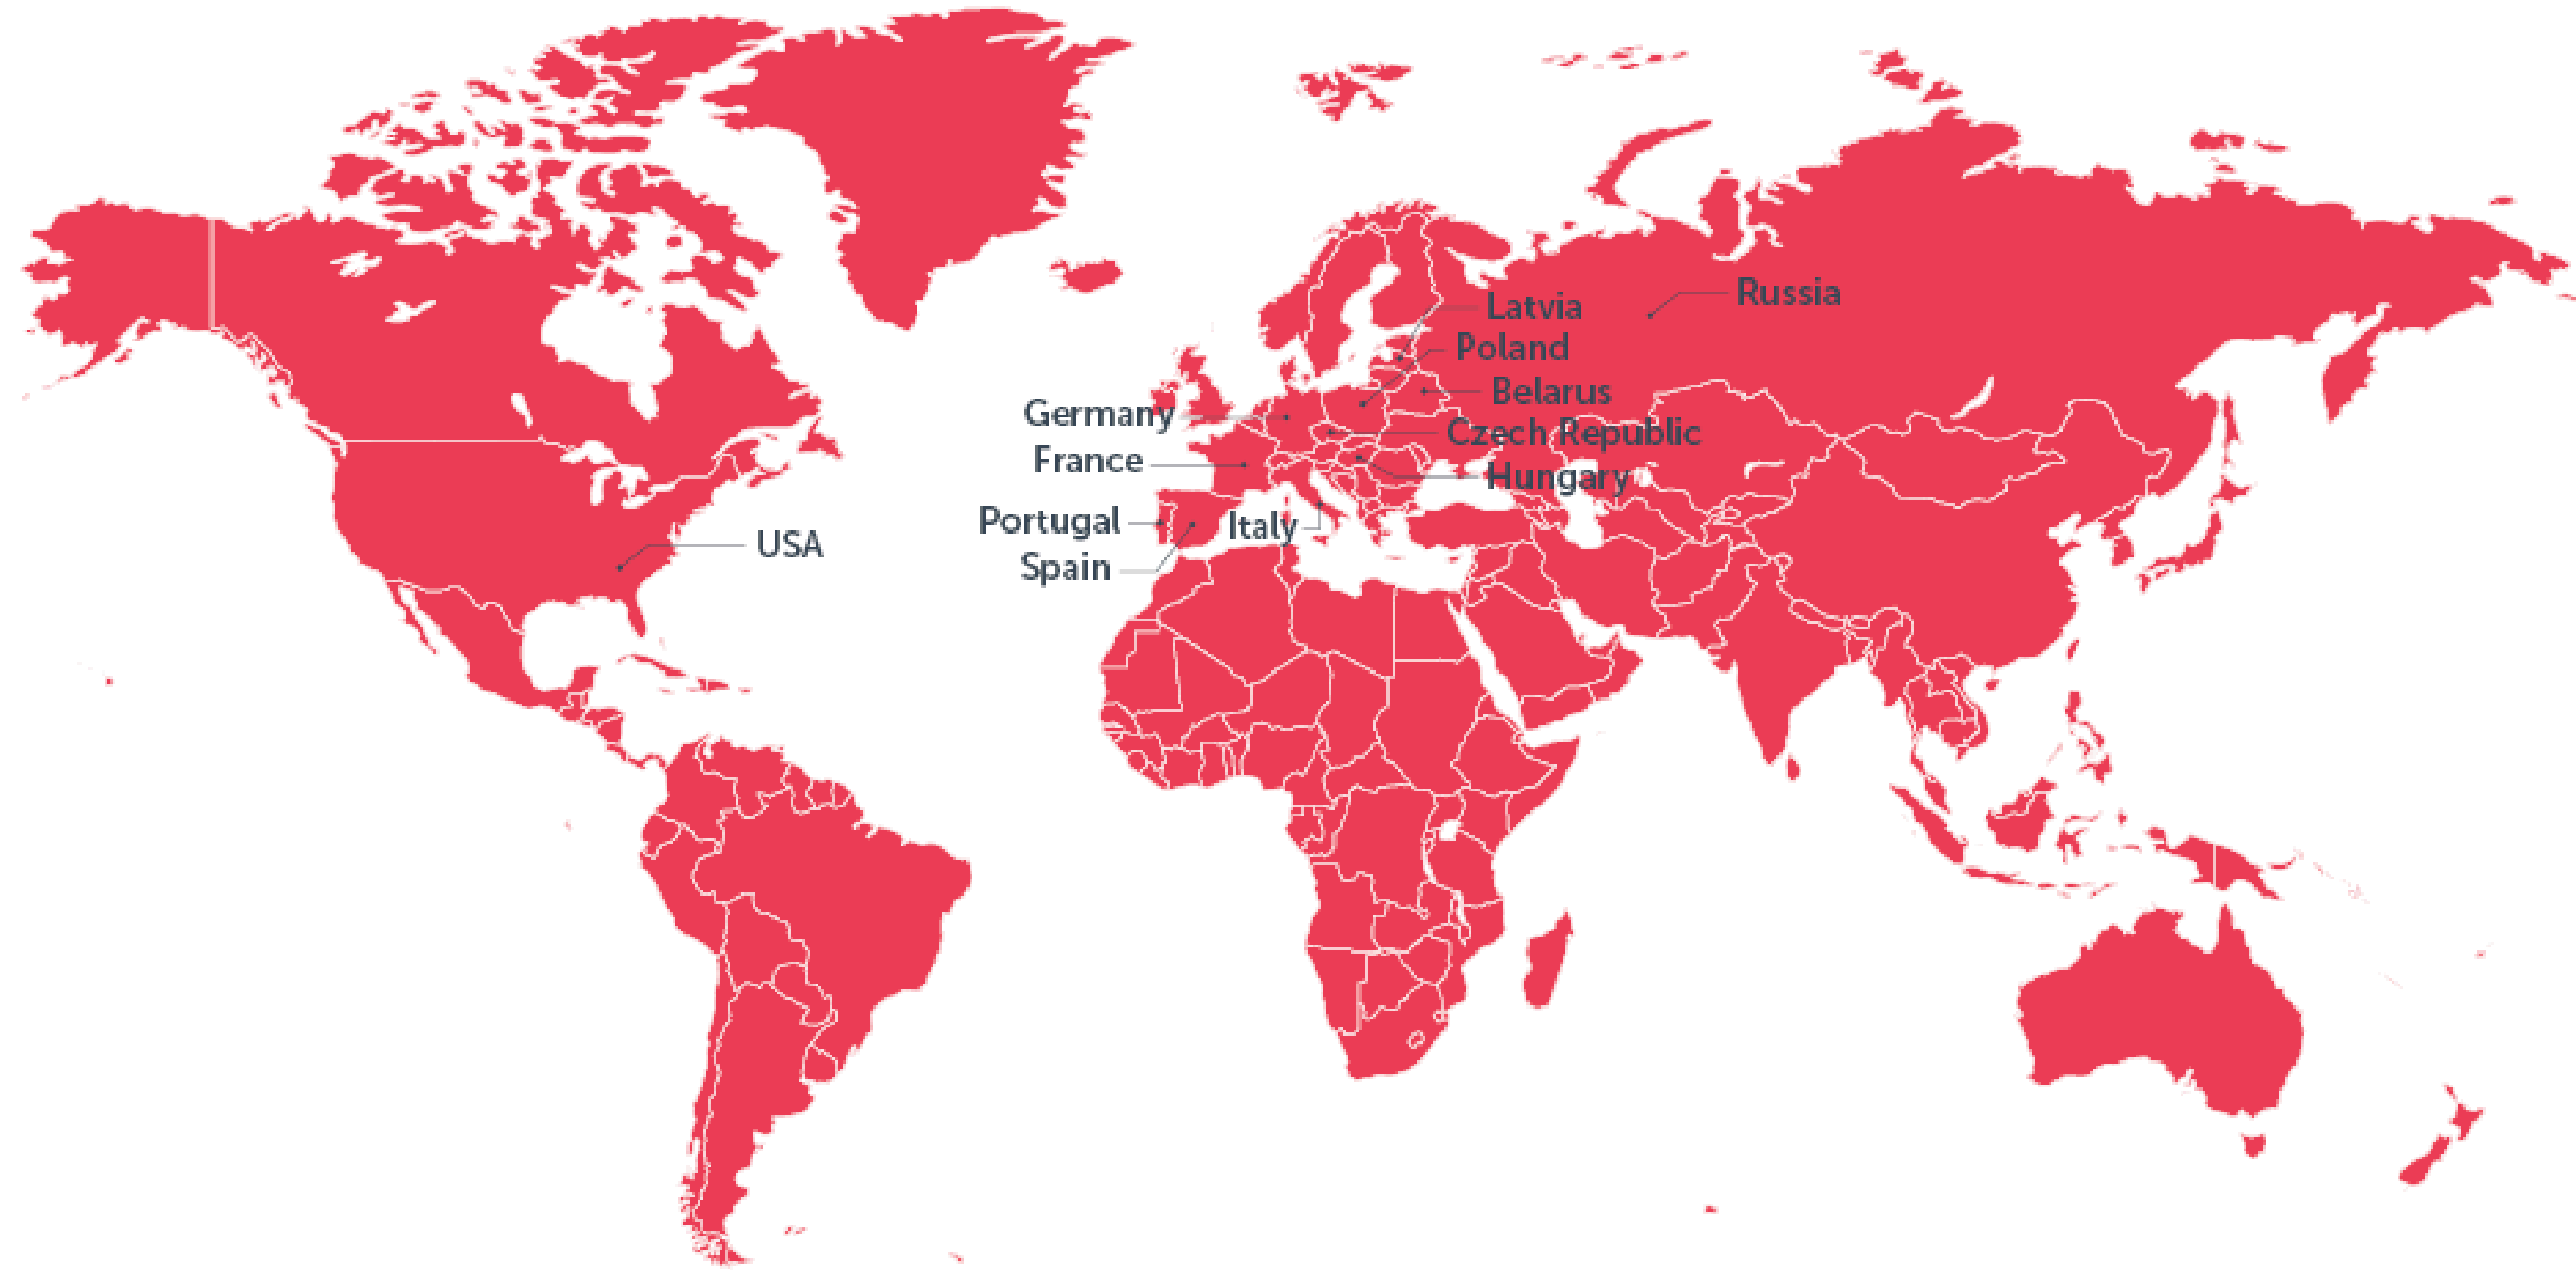 Russia
Latvia
Poland
Belarus
Germany
Czech Republic
France
Hungary
Portugal
Italy
USA
Spain